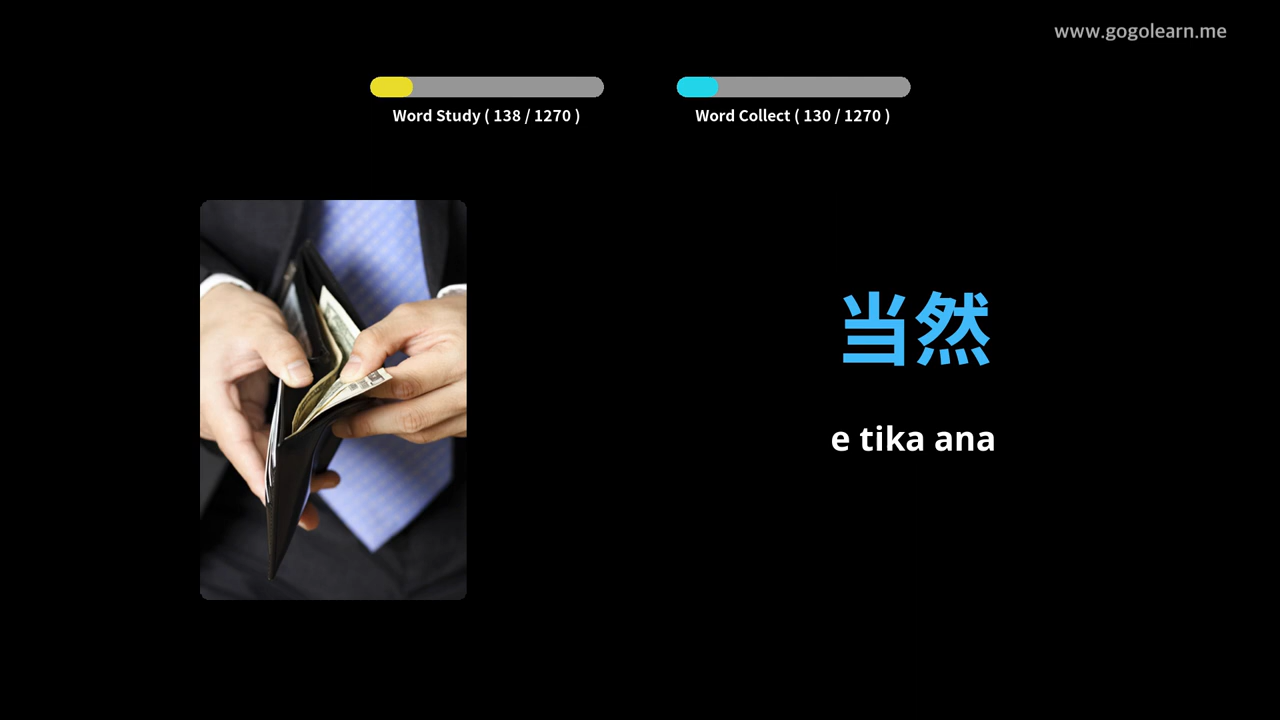 www.gogolearn.me
Word Study ( 138 / 1270 )
Word Collect ( 130 / 1270 )
当然
e tika ana